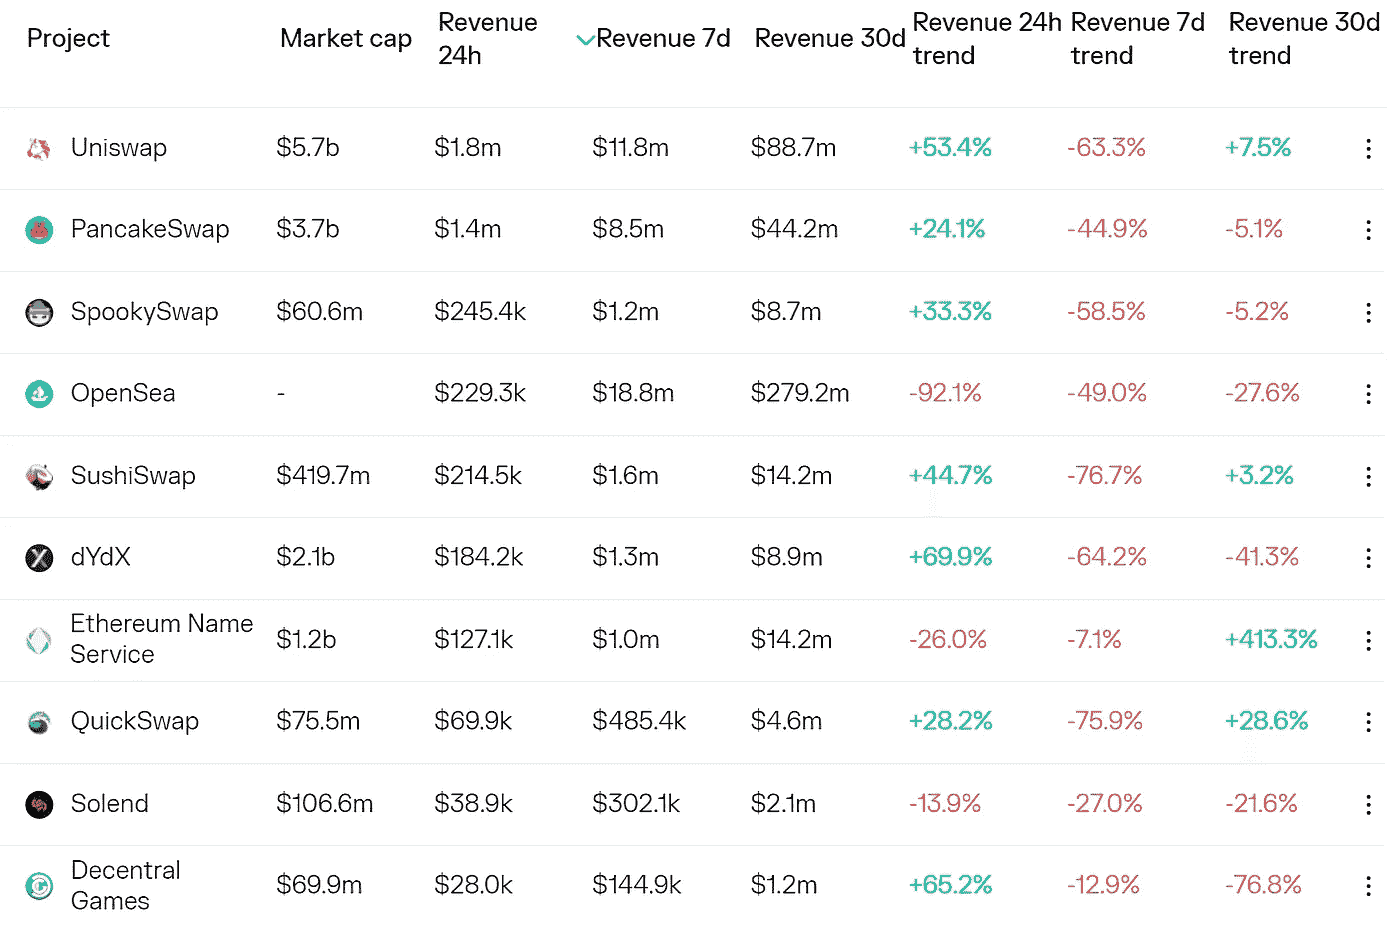 Project Market cap Revenue 24h Revenue 7d Revenue 30d Revenue 24h trend Revenue 7d trend Revenue 30d trend
Uniswap $5.7b $1.8m $11.8m $88.7m +53.4% -63.3% +7.5%
PancakeSwap $3.7b $1.4m $8.5m $44.2m +24.1% -44.9% -5.1%
SpookySwap $60.6m $245.4k $1.2m $8.7m +33.3% -58.5% -5.2%
OpenSea - $229.3k $18.8m $279.2m -92.1% -49.0% -27.6%
SushiSwap $419.7m $214.5k $1.6m $14.2m +44.7% -76.7% +3.2%
dYdX $2.1b $184.2k $1.3m $8.9m +69.9% -64.2% -41.3%
Ethereum Name Service $1.2b $127.1k $1.0m $14.2m -26.0% -7.1% +413.3%
QuickSwap $75.5m $69.9k $485.4k $4.6m +28.2% -75.9% +28.6%
Solend $106.6m $38.9k $302.1k $2.1m -13.9% -27.0% -21.6%
Decentral Games $69.9m $28.0k $144.9k $1.2m +65.2% -12.9% -76.8%